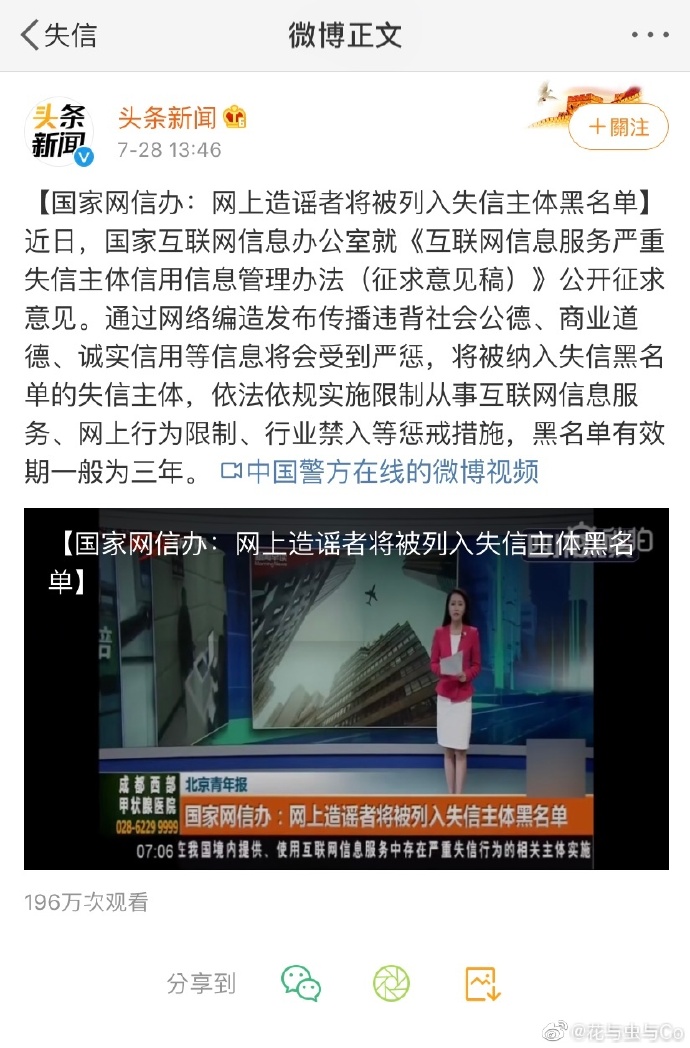 失信
微博正文
头条
新闻
头条新闻
7-28 13:46
+關注
【国家网信办：网上造谣者将被列入失信主体黑名单】
近日，国家互联网信息办公室就《互联网信息服务严重
失信主体信用信息管理办法（征求意见稿）》公开征求
意见。通过网络编造发布传播违背社会公德、商业道
德、诚实信用等信息将会受到严惩，将被纳入失信黑名
单的失信主体，依法依规实施限制从事互联网信息服
务、网上行为限制、行业禁入等惩戒措施，黑名单有效
期一般为三年。 中国警方在线的微博视频
【国家网信办：网上造谣者将被列入失信主体黑名
单】
成都西部
甲状腺医院
028-6229 9999
北京青年报
国家网信办：网上造谣者将被列入失信主体黑名单
07:06 在我国境内提供、使用互联网信息服务中存在严重失信行为的相关主体实施
196万次观看
分享到
@花与虫与Co